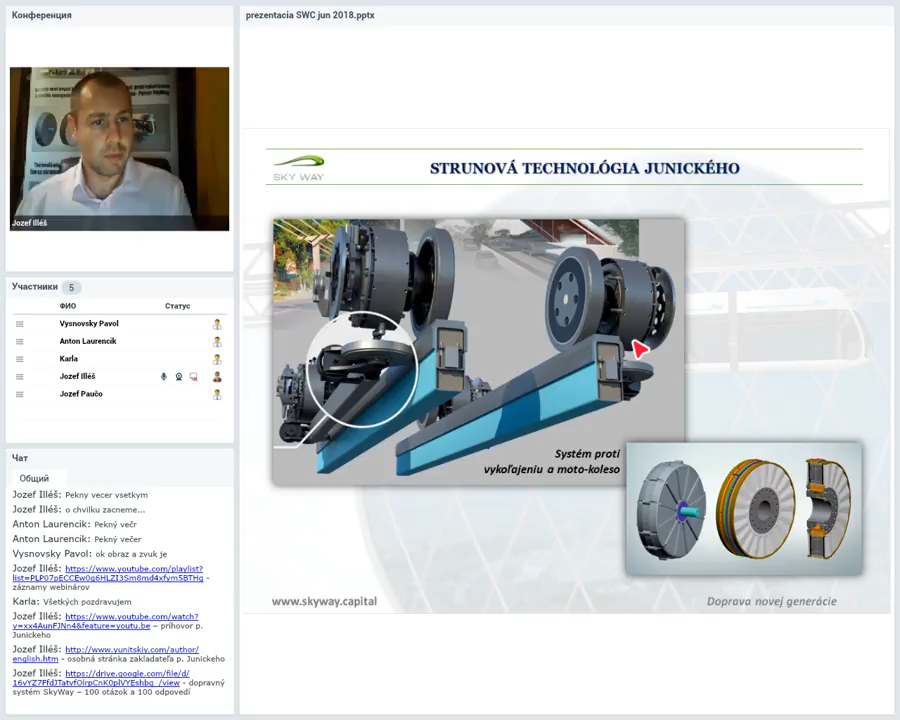 Конференция
Jozef Illéš
Участники 5
ФИО Статус
Vysnovsky Pavol
Anton Laurencik
Karla
Jozef Illéš
Jozef Paučo
Чат
Общий
Jozef Illéš: Pekny vecer vsetkym
Jozef Illéš: o chvilku zacneme...
Anton Laurencik: Pekný večr
Anton Laurencik: Pekný večer
Vysnovsky Pavol: ok obraz a zvuk je
Jozef Illéš: https://www.youtube.com/playlist?
list=PLP07pECCEw0g6HLZI3Sm8md4xfym5BTHg -
záznamy webinárov
Karla: Všetkých pozdravujem
Jozef Illéš: https://www.youtube.com/watch?
v=xx4AunFJNn4&feature=youtu.be – príhovor p.
Junickeho
Jozef Illéš: http://www.yunitskiy.com/author/
english.htm - osobná stránka zakladateľa p. Junickeho
Jozef Illéš: https://drive.google.com/file/d/
16vYZ7FfdJTatvfOirpCnK0plVYEshbg_/view - dopravný
systém SkyWay – 100 otázok a 100 odpovedí
prezentacia SWC jun 2018.pptx
SKY WAY
STRUNOVÁ TECHNOLÓGIA JUNICKÉHO
Systém proti
vykoľajeniu a moto-koleso
www.skyway.capital
Doprava novej generácie